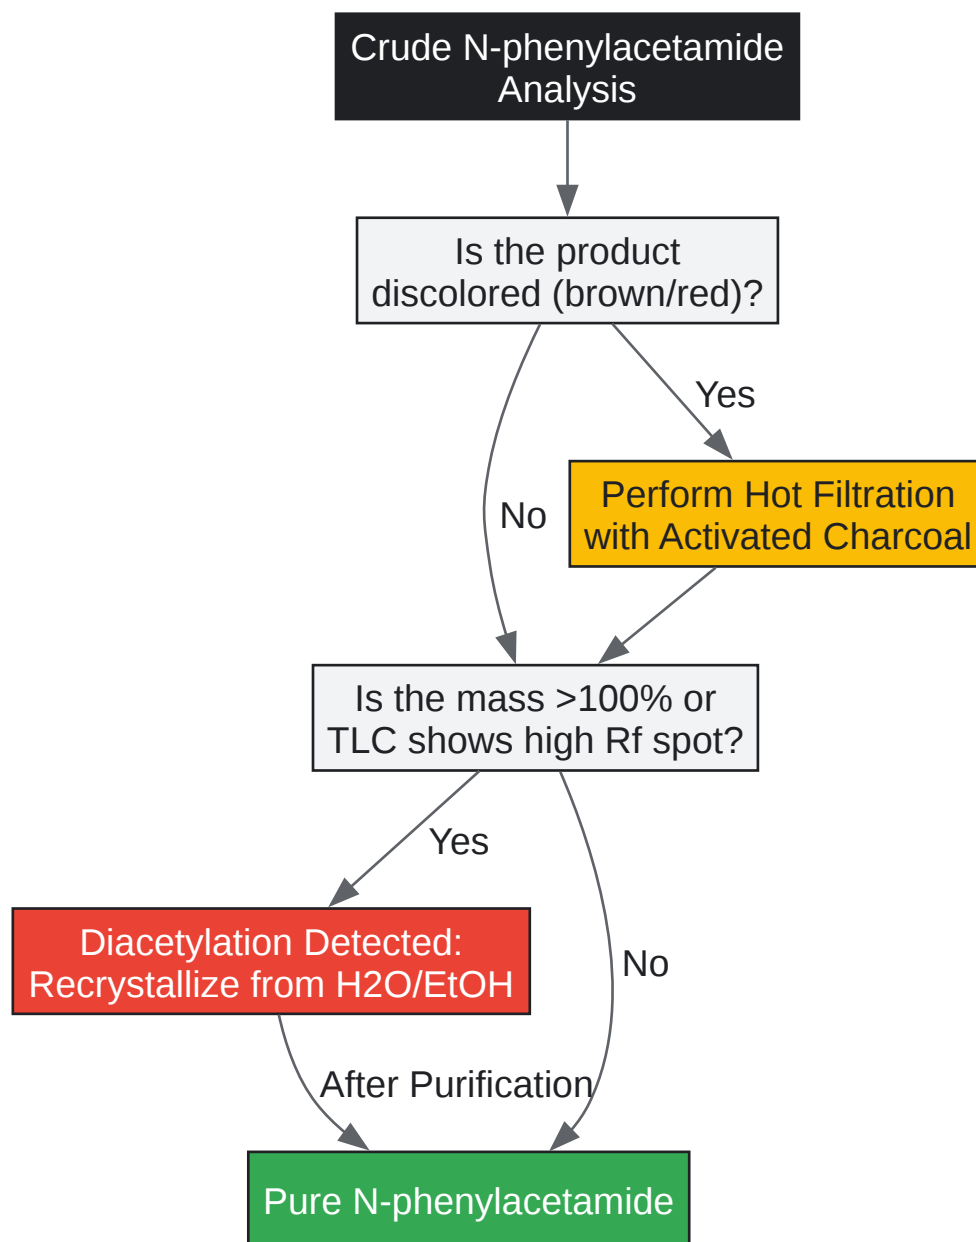 Crude N-phenylacetamide
Analysis
Is the product
discolored (brown/red)?
Yes
No
Perform Hot Filtration
with Activated Charcoal
Is the mass >100% or
TLC shows high Rf spot?
Yes
No
Diacetylation Detected:
Recrystallize from H2O/EtOH
After Purification
Pure N-phenylacetamide